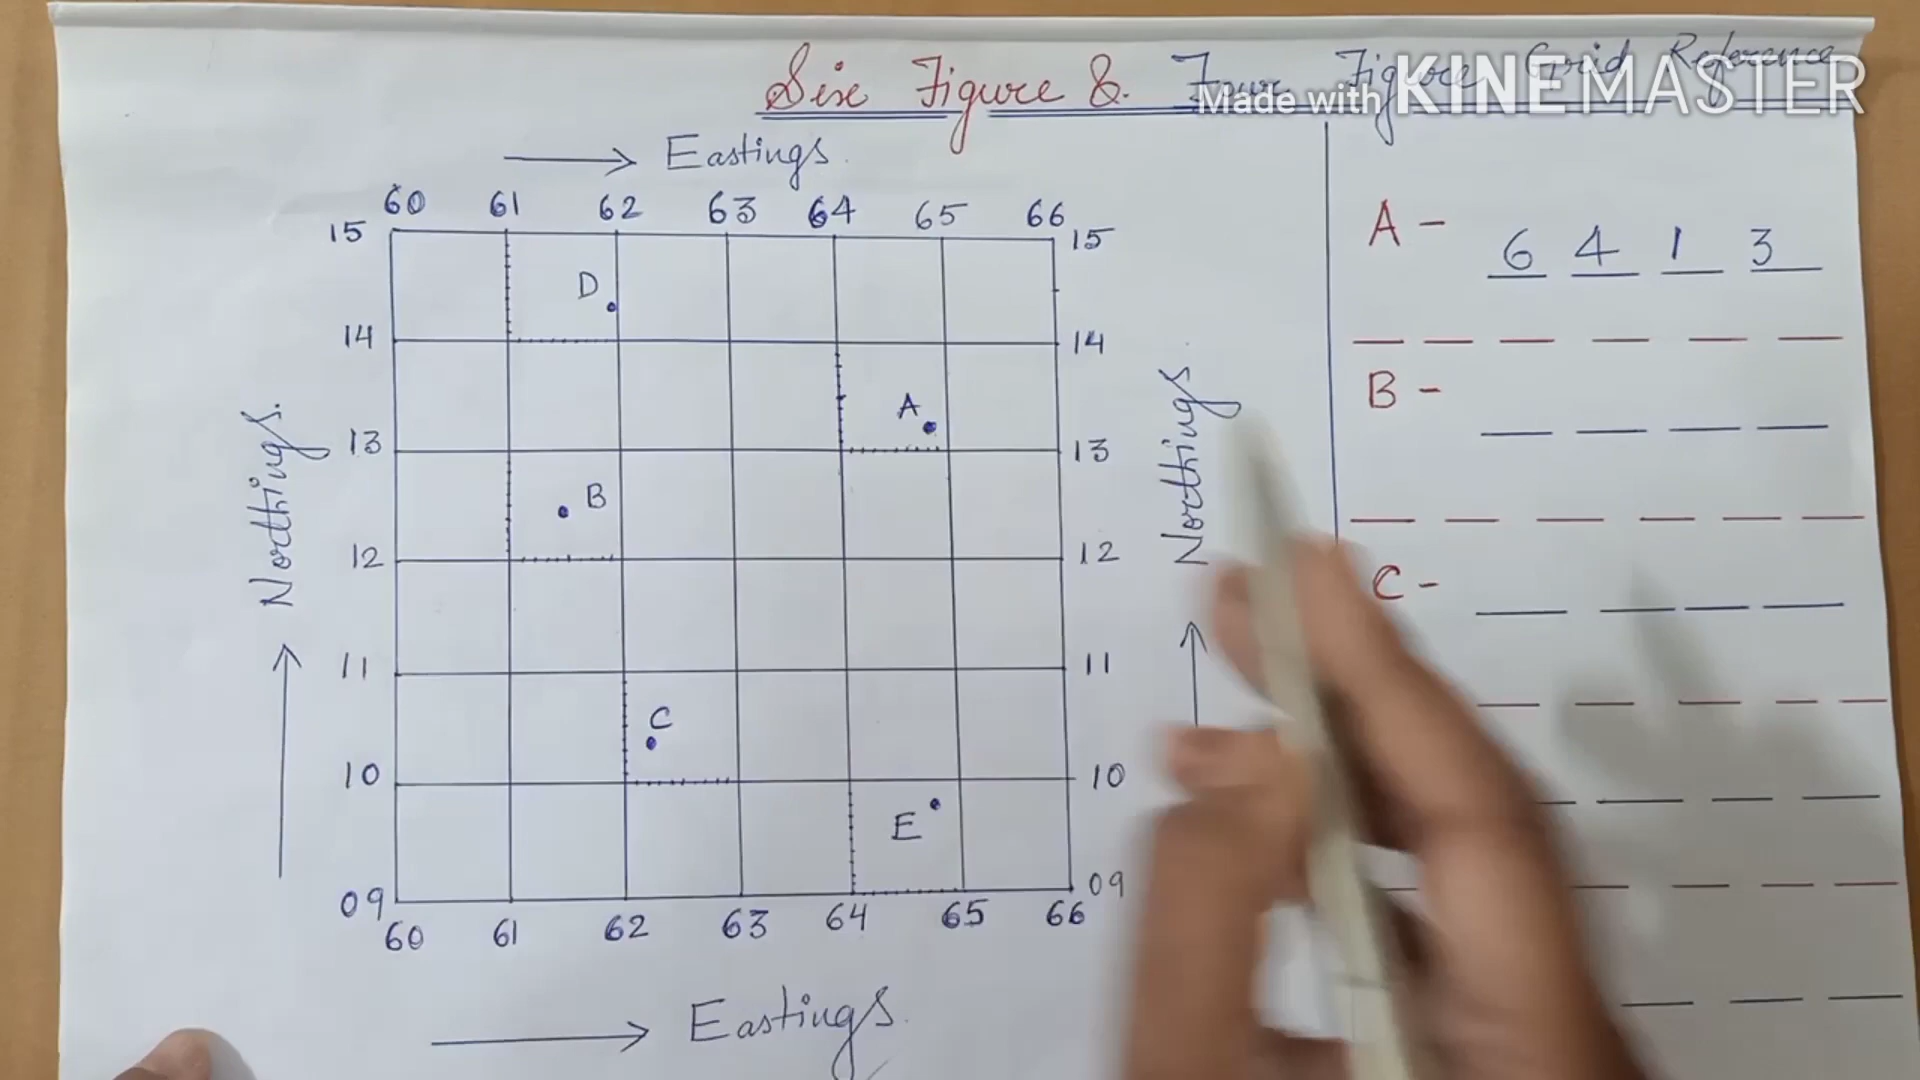 Six Figure & Four Figure Grid Reference
Made with KINEMASTER
Eastings
60 61 62 63 64 65 66
15 15
D
14 14
A
13 13
B
12 12
11 11
C
10 10
E
09 09
60 61 62 63 64 65 66
Eastings
Northings.
Northings
A - 6 4 1 3
B -
C -